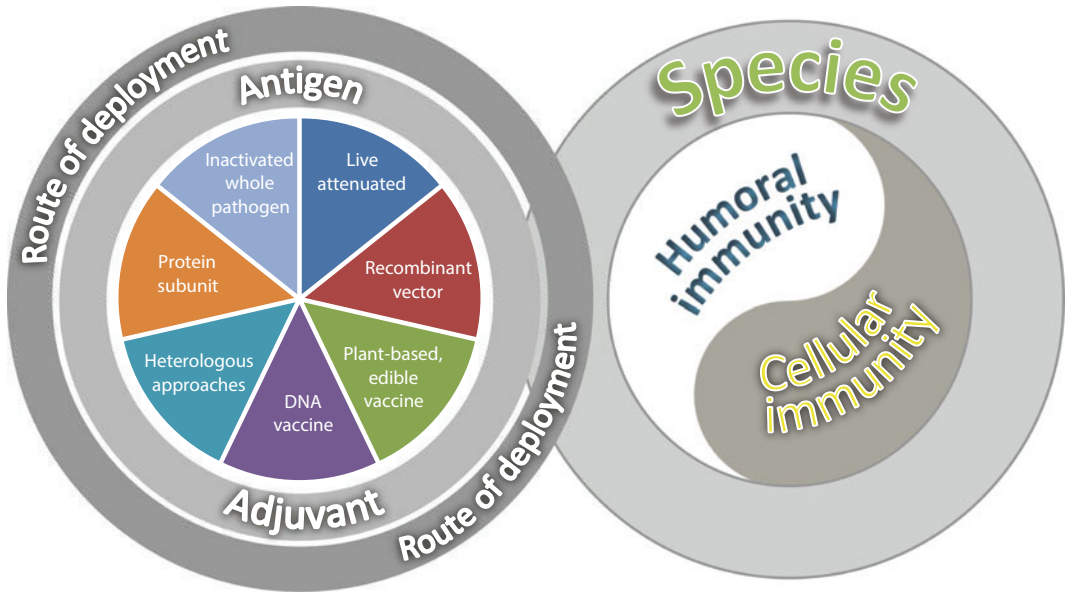 Route of deployment
Antigen
Inactivated
whole
pathogen
Live
attenuated
Protein
subunit
Recombinant
vector
Heterologous
approaches
Plant-based,
edible
vaccine
DNA
vaccine
Adjuvant
Route of deployment
Species
Humoral
immunity
Cellular
immunity